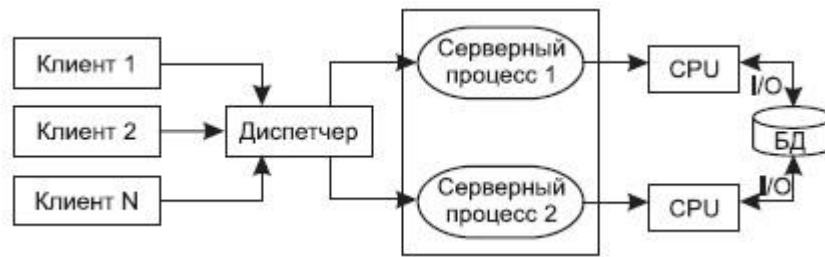 Клиент 1
Клиент 2
Клиент N
Диспетчер
Серверный
процесс 1
Серверный
процесс 2
CPU
CPU
I/O
БД
I/O